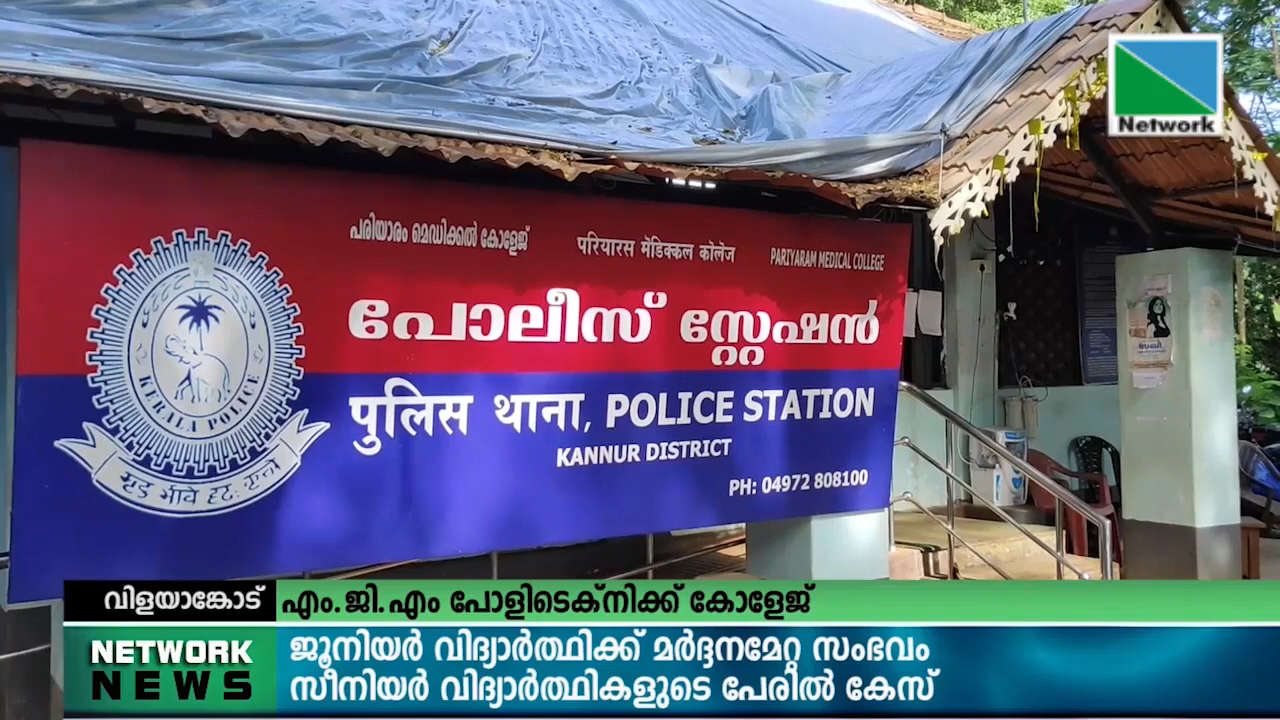 Network
പരിയാരം മെഡിക്കൽ കോളേജ്
परियारस मॅडिक्कल कॉलॅज
PARIYARAM MEDICAL COLLEGE
പോലീസ് സ്റ്റേഷൻ
पुलिस थाना, POLICE STATION
KANNUR DISTRICT
PH: 04972 808100
KERALA POLICE
വിളയാങ്കോട്
എം.ജി.എം പോളിടെക്നിക്ക് കോളേജ്
NETWORK
NEWS
ജൂനിയർ വിദ്യാർത്ഥിക്ക് മർദ്ദനമേറ്റ സംഭവം
സീനിയർ വിദ്യാർത്ഥികളുടെ പേരിൽ കേസ്